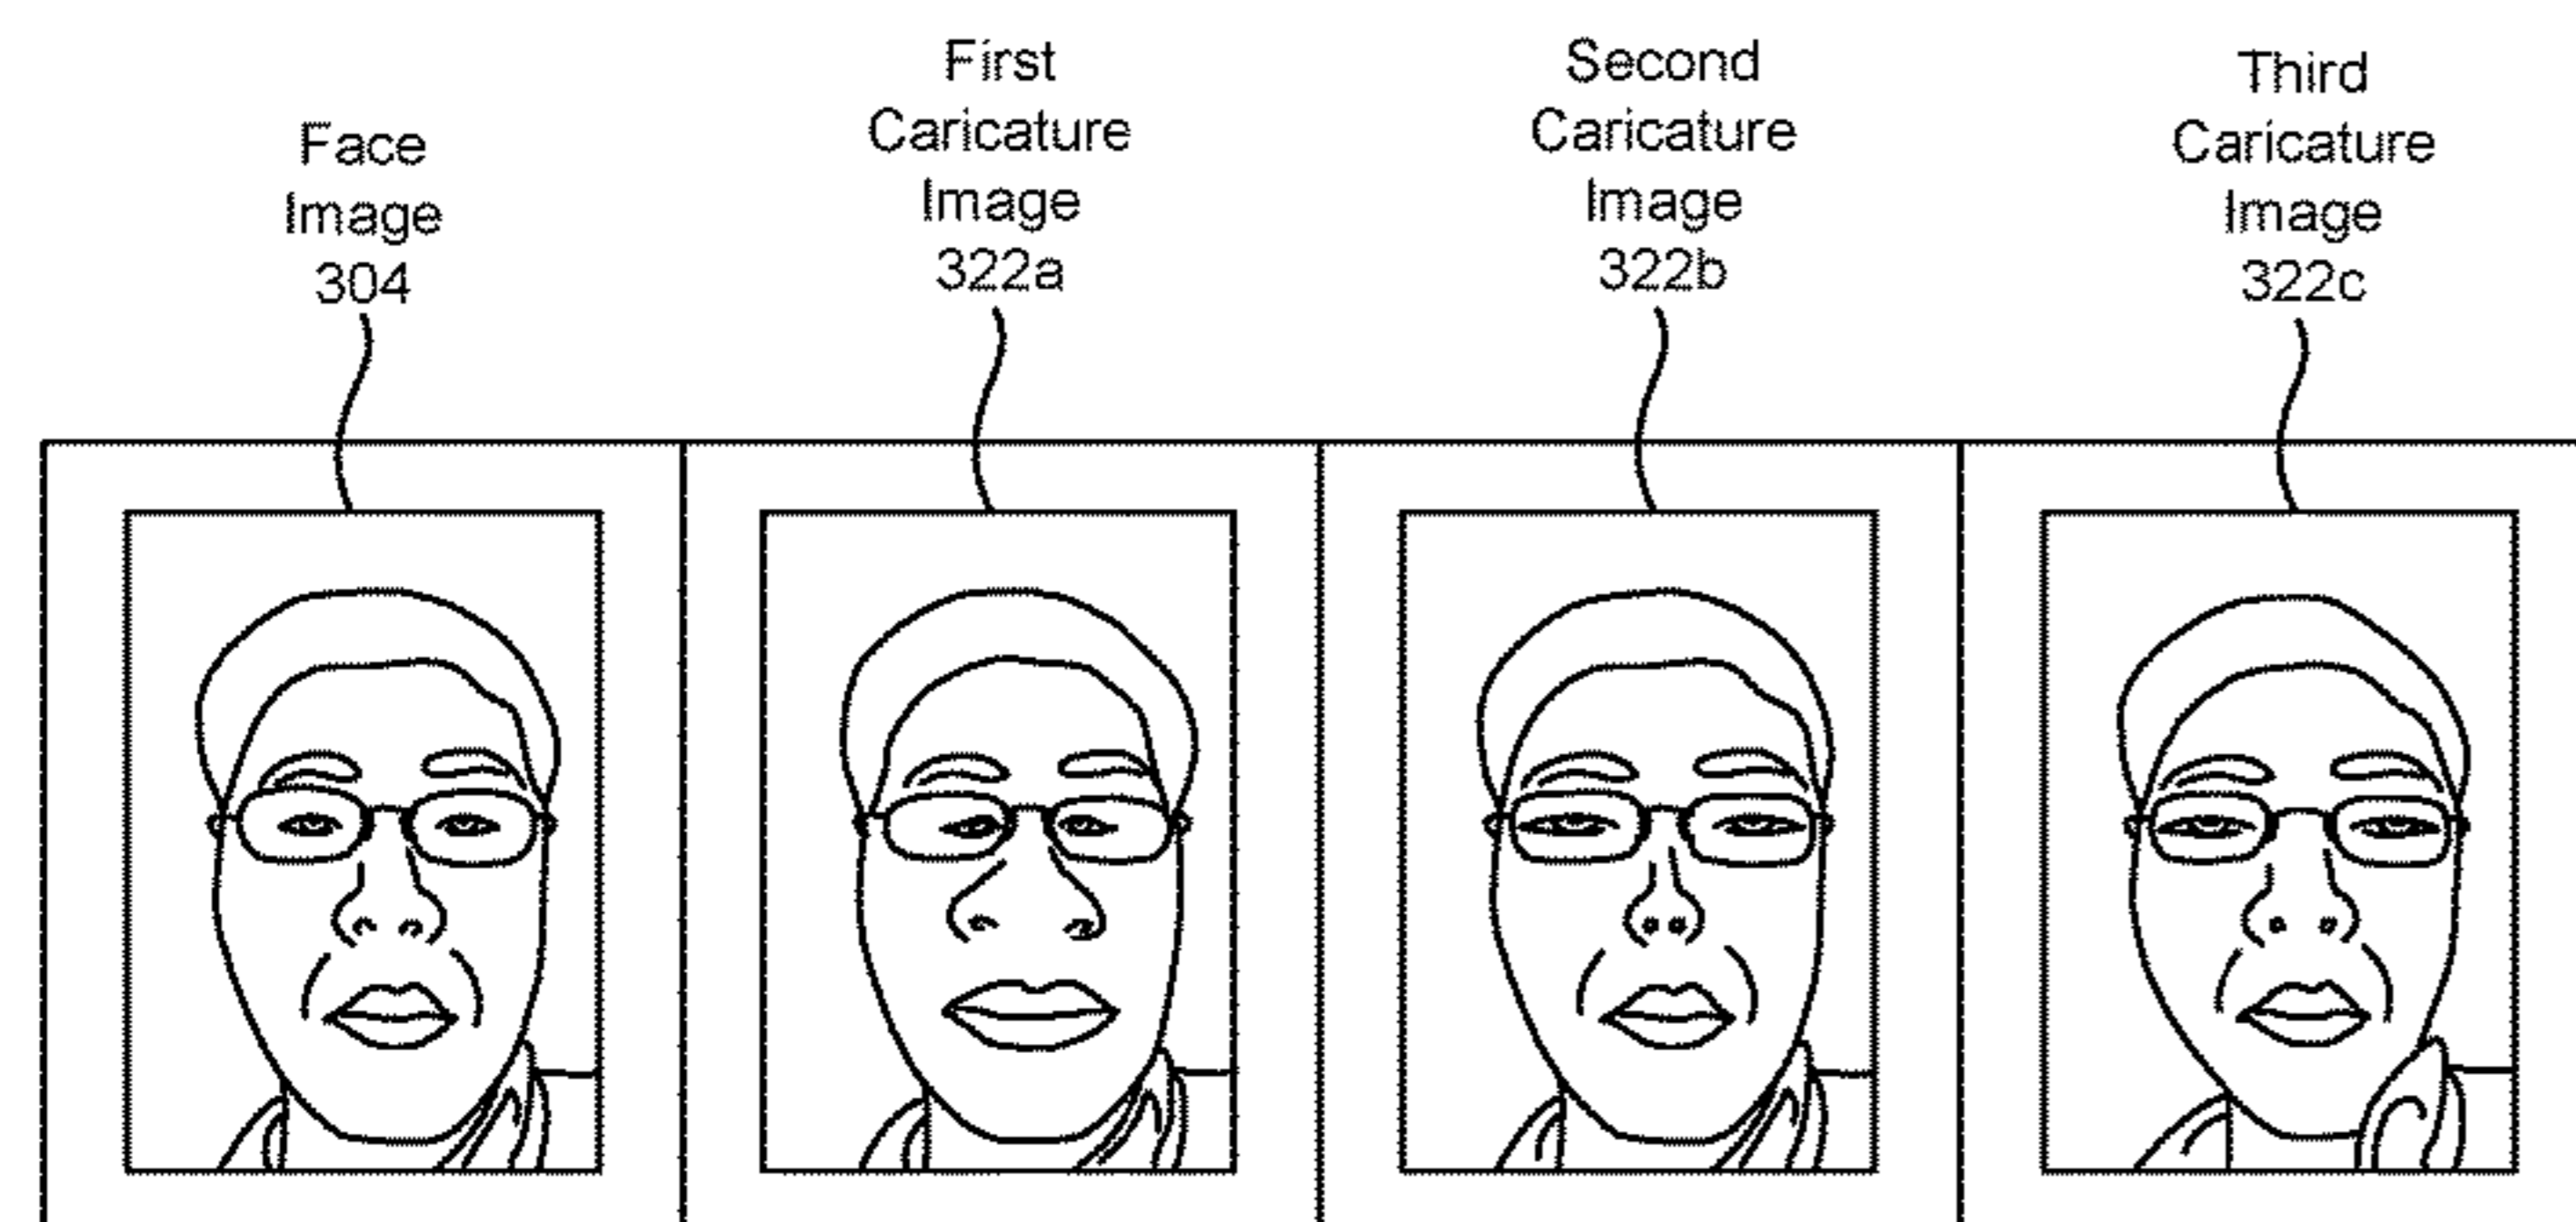 Face
Image
304
First
Caricature
Image
322a
Second
Caricature
Image
322b
Third
Caricature
Image
322c